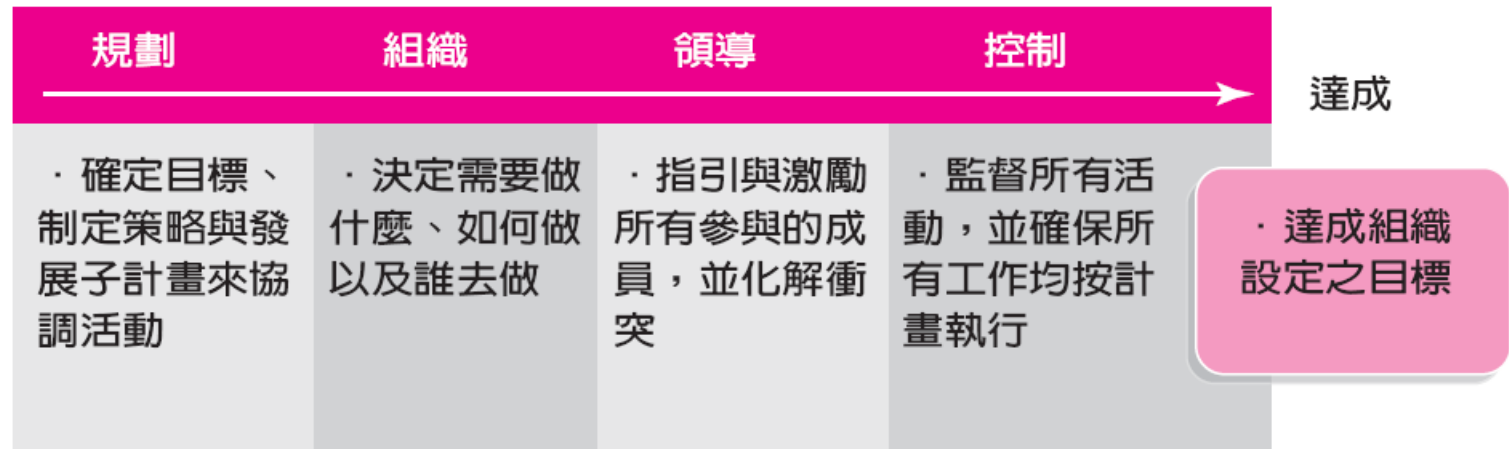 規劃
組織
領導
控制
達成
．確定目標、
制定策略與發
展子計畫來協
調活動
．決定需要做
什麼、如何做
以及誰去做
．指引與激勵
所有參與的成
員，並化解衝
突
．監督所有活
動，並確保所
有工作均按計
畫執行
．達成組織
設定之目標